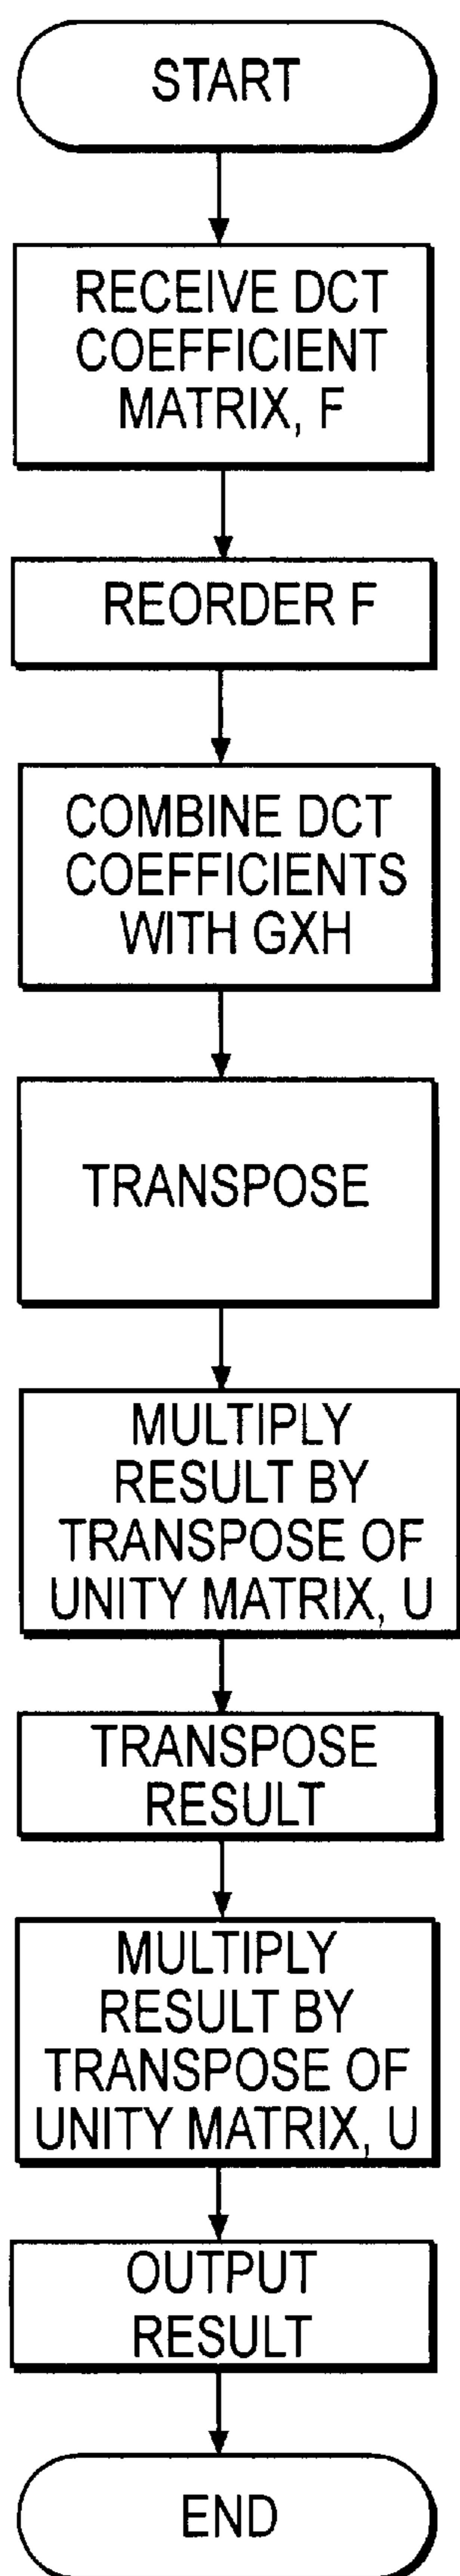 START
RECEIVE DCT
COEFFICIENT
MATRIX, F
REORDER F
COMBINE DCT
COEFFICIENTS
WITH GXH
TRANSPOSE
MULTIPLY
RESULT BY
TRANSPOSE OF
UNITY MATRIX, U
TRANSPOSE
RESULT
MULTIPLY
RESULT BY
TRANSPOSE OF
UNITY MATRIX, U
OUTPUT
RESULT
END